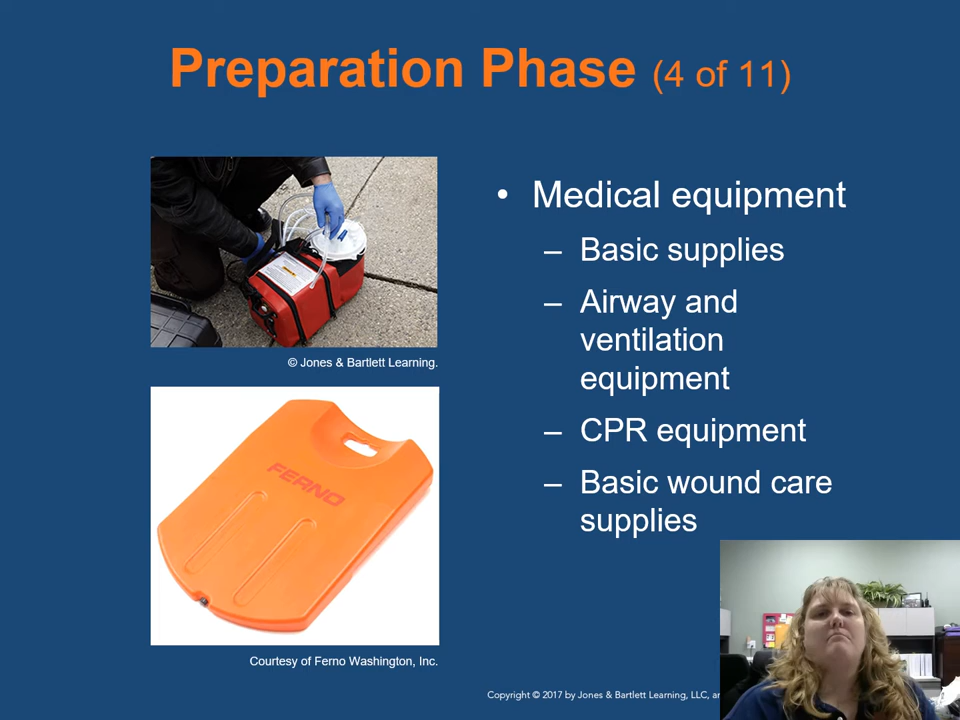 Preparation Phase (4 of 11)
© Jones & Bartlett Learning.
FERNO
Courtesy of Ferno Washington, Inc.
• Medical equipment
– Basic supplies
– Airway and
ventilation
equipment
– CPR equipment
– Basic wound care
supplies
Copyright © 2017 by Jones & Bartlett Learning, LLC, an